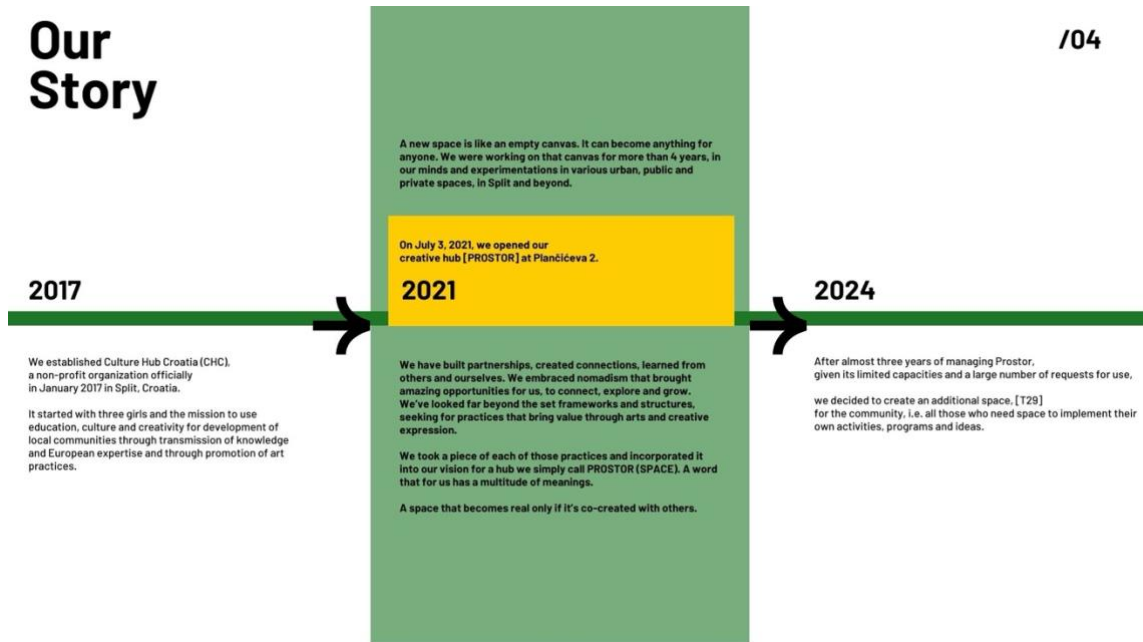 Our
Story
/04
2017
We established Culture Hub Croatia (CHC),
a non-profit organization officially
in January 2017 in Split, Croatia.
It started with three girls and the mission to use
education, culture and creativity for development of
local communities through transmission of knowledge
and European expertise and through promotion of art
practices.
A new space is like an empty canvas. It can become anything for
anyone. We were working on that canvas for more than 4 years, in
our minds and experimentations in various urban, public and
private spaces, in Split and beyond.
On July 3, 2021, we opened our
creative hub [PROSTOR] at Plančićeva 2.
2021
We have built partnerships, created connections, learned from
others and ourselves. We embraced nomadism that brought
amazing opportunities for us, to connect, explore and grow.
We've looked far beyond the set frameworks and structures,
seeking for practices that bring value through arts and creative
expression.
We took a piece of each of those practices and incorporated it
into our vision for a hub we simply call PROSTOR (SPACE). A word
that for us has a multitude of meanings.
A space that becomes real only if it's co-created with others.
2024
After almost three years of managing Prostor,
given its limited capacities and a large number of requests for use,
we decided to create an additional space, [T29]
for the community, i.e. all those who need space to implement their
own activities, programs and ideas.